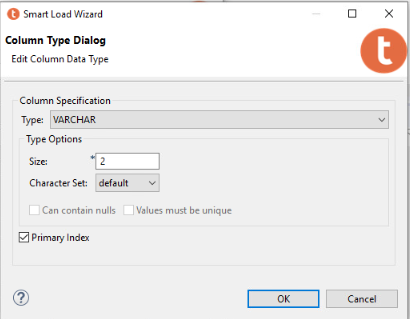 Smart Load Wizard
Column Type Dialog
Edit Column Data Type
t
Column Specification
Type: VARCHAR
Type Options
Size: * 2
Character Set: default
Can contain nulls Values must be unique
Primary Index
?
OK Cancel